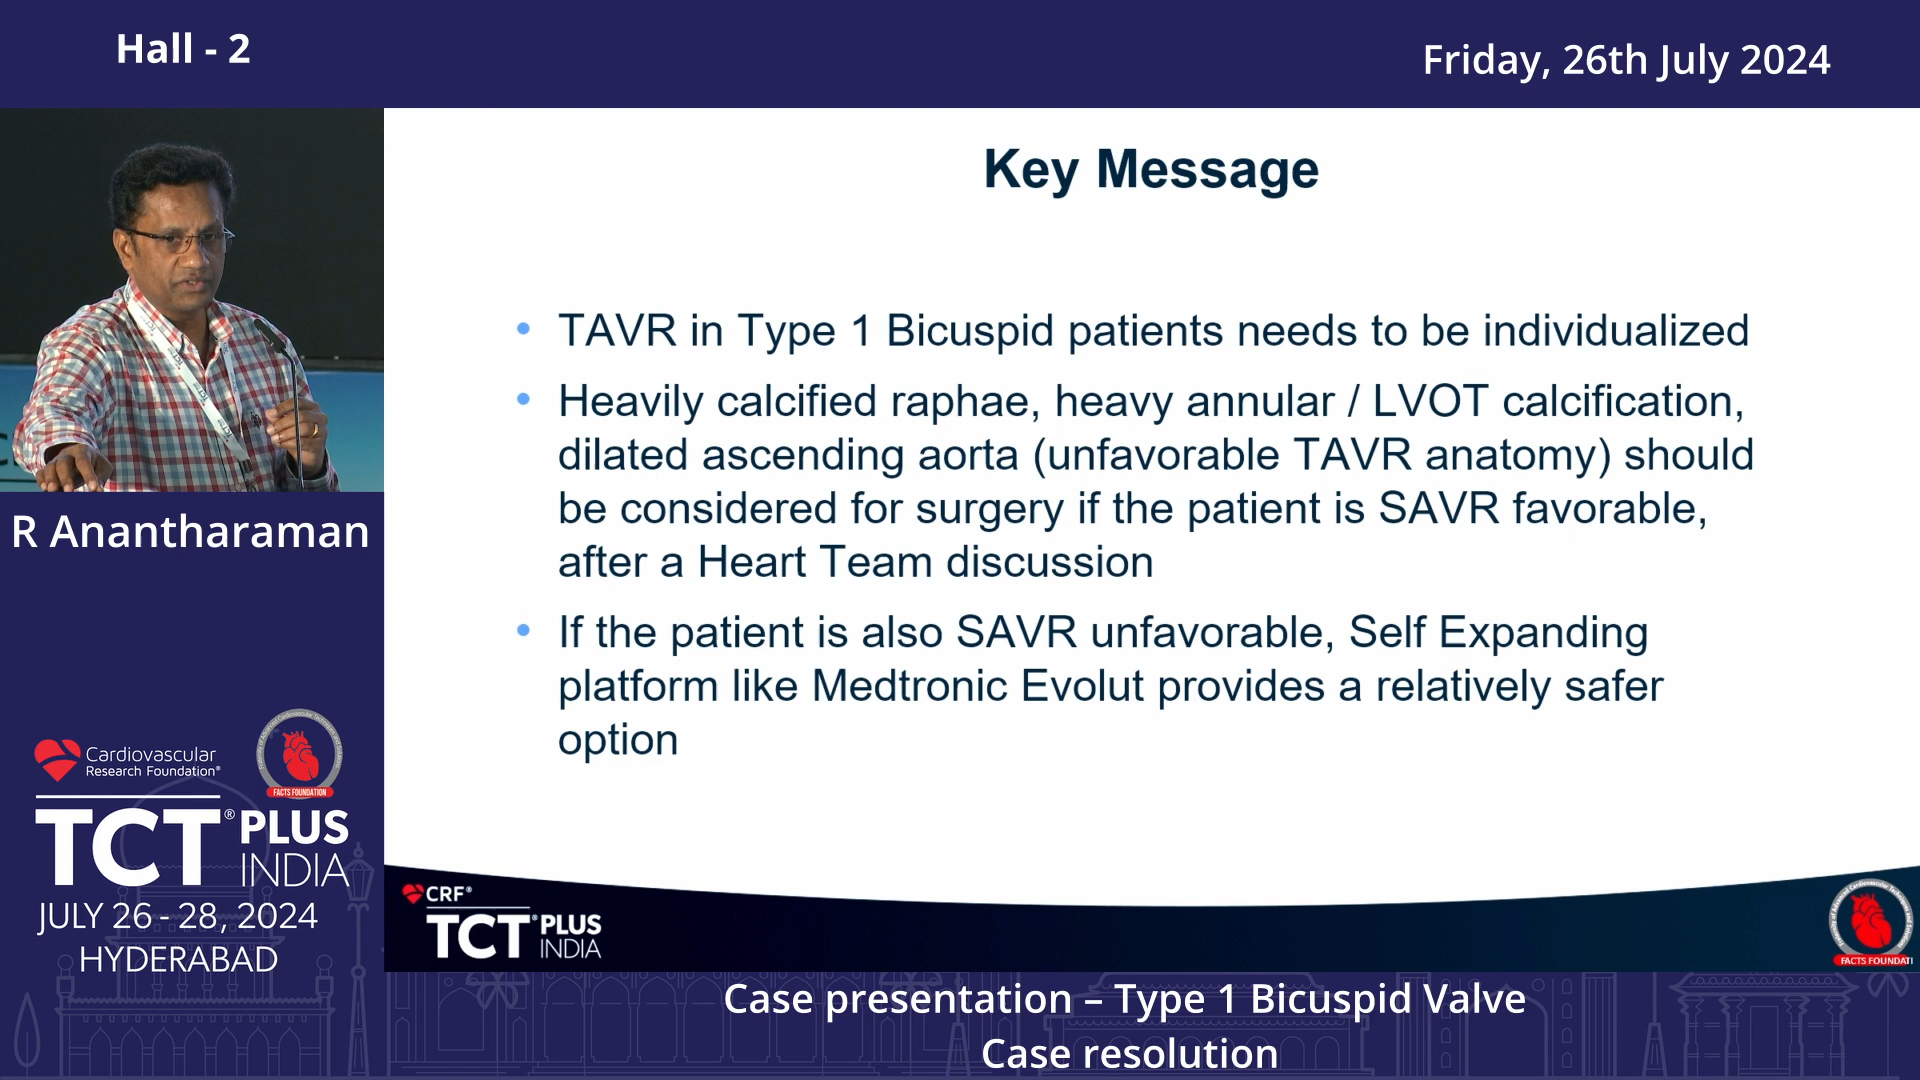 Hall - 2
Friday, 26th July 2024
Key Message
• TAVR in Type 1 Bicuspid patients needs to be individualized
• Heavily calcified raphae, heavy annular / LVOT calcification,
dilated ascending aorta (unfavorable TAVR anatomy) should
be considered for surgery if the patient is SAVR favorable,
after a Heart Team discussion
• If the patient is also SAVR unfavorable, Self Expanding
platform like Medtronic Evolut provides a relatively safer
option
R Anantharaman
Cardiovascular
Research Foundation®
FACTS FOUNDATION
TCT® PLUS
INDIA
JULY 26 - 28, 2024
HYDERABAD
CRF®
TCT® PLUS
INDIA
FACTS FOUNDATI
Case presentation – Type 1 Bicuspid Valve
Case resolution